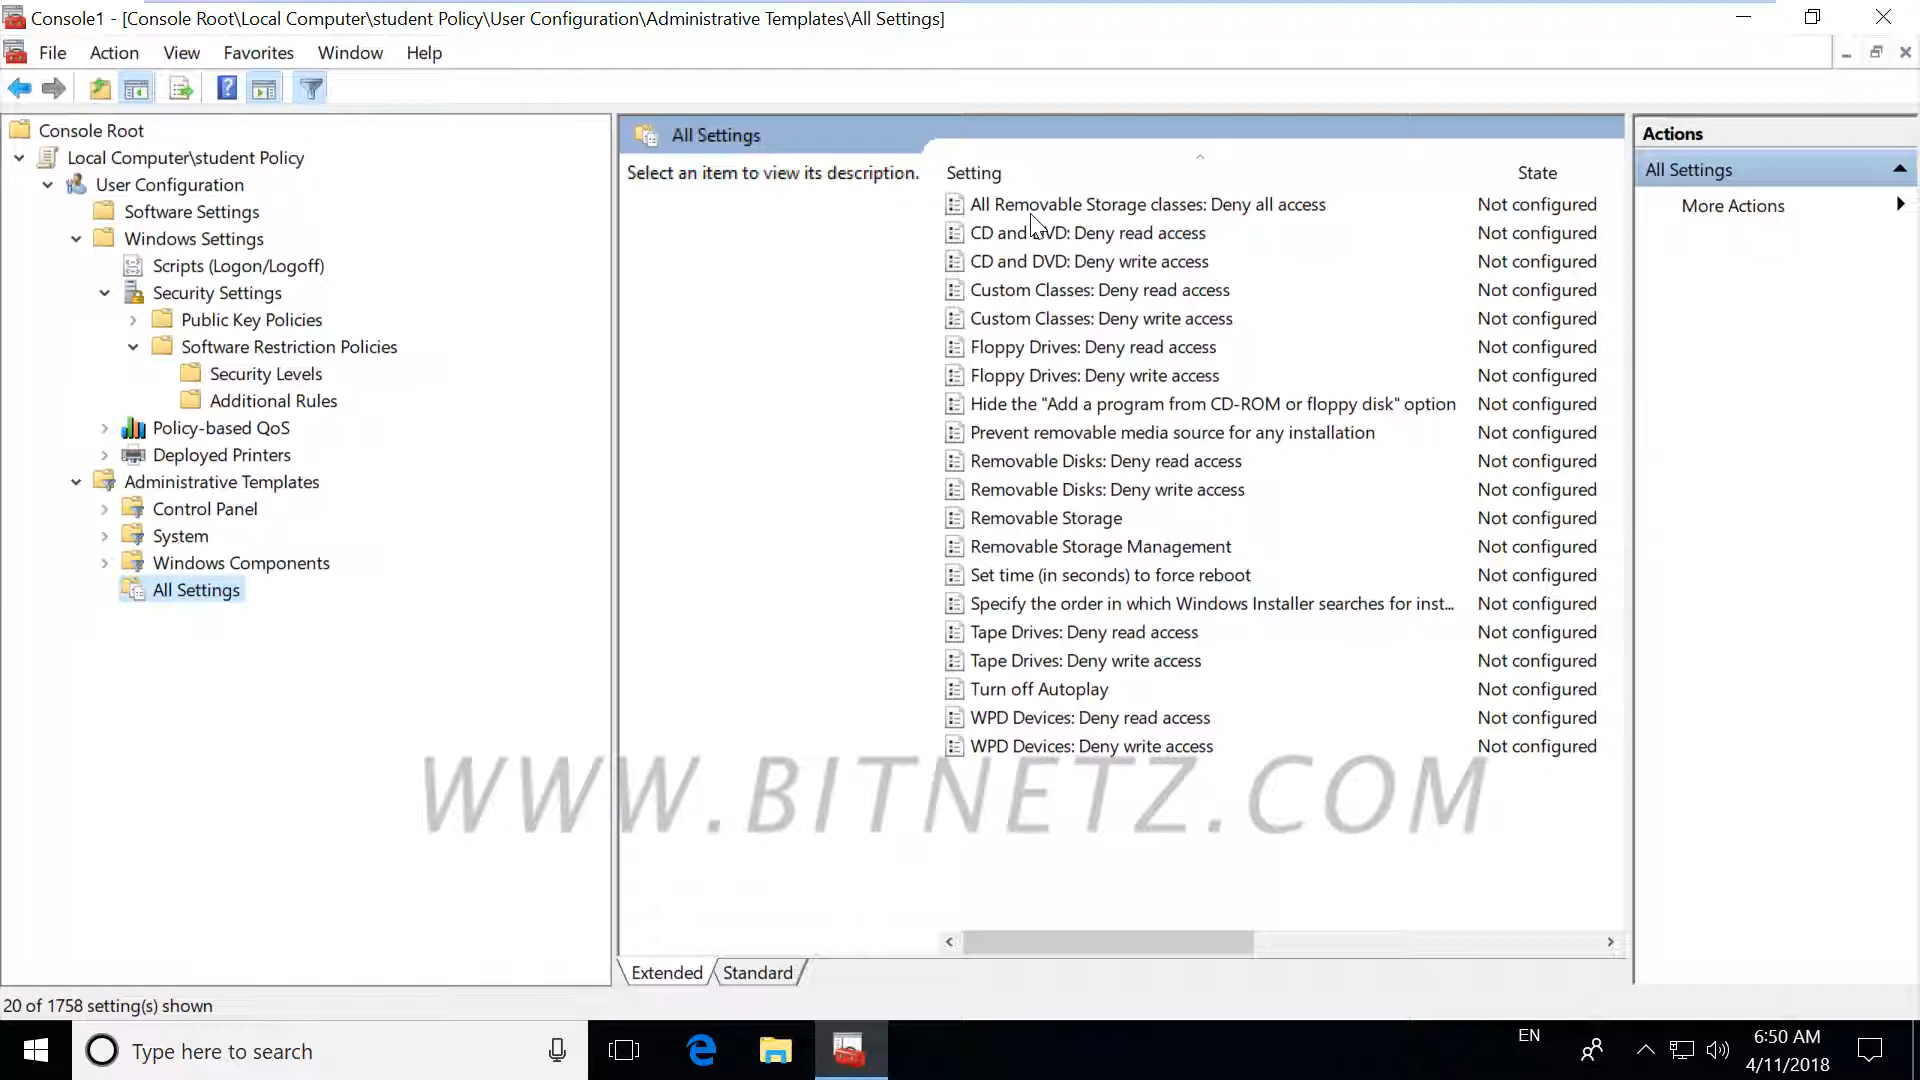 Console1 - [Console Root\Local Computer\student Policy\User Configuration\Administrative Templates\All Settings]
File Action View Favorites Window Help
Console Root
Local Computer\student Policy
User Configuration
Software Settings
Windows Settings
Scripts (Logon/Logoff)
Security Settings
Public Key Policies
Software Restriction Policies
Security Levels
Additional Rules
Policy-based QoS
Deployed Printers
Administrative Templates
Control Panel
System
Windows Components
All Settings
All Settings
Select an item to view its description.
Setting State
All Removable Storage classes: Deny all access Not configured
CD and DVD: Deny read access Not configured
CD and DVD: Deny write access Not configured
Custom Classes: Deny read access Not configured
Custom Classes: Deny write access Not configured
Floppy Drives: Deny read access Not configured
Floppy Drives: Deny write access Not configured
Hide the "Add a program from CD-ROM or floppy disk" option Not configured
Prevent removable media source for any installation Not configured
Removable Disks: Deny read access Not configured
Removable Disks: Deny write access Not configured
Removable Storage Not configured
Removable Storage Management Not configured
Set time (in seconds) to force reboot Not configured
Specify the order in which Windows Installer searches for inst... Not configured
Tape Drives: Deny read access Not configured
Tape Drives: Deny write access Not configured
Turn off Autoplay Not configured
WPD Devices: Deny read access Not configured
WPD Devices: Deny write access Not configured
WWW.BITNETZ.COM
Extended Standard
Actions
All Settings
More Actions
20 of 1758 setting(s) shown
Type here to search
EN
6:50 AM
4/11/2018